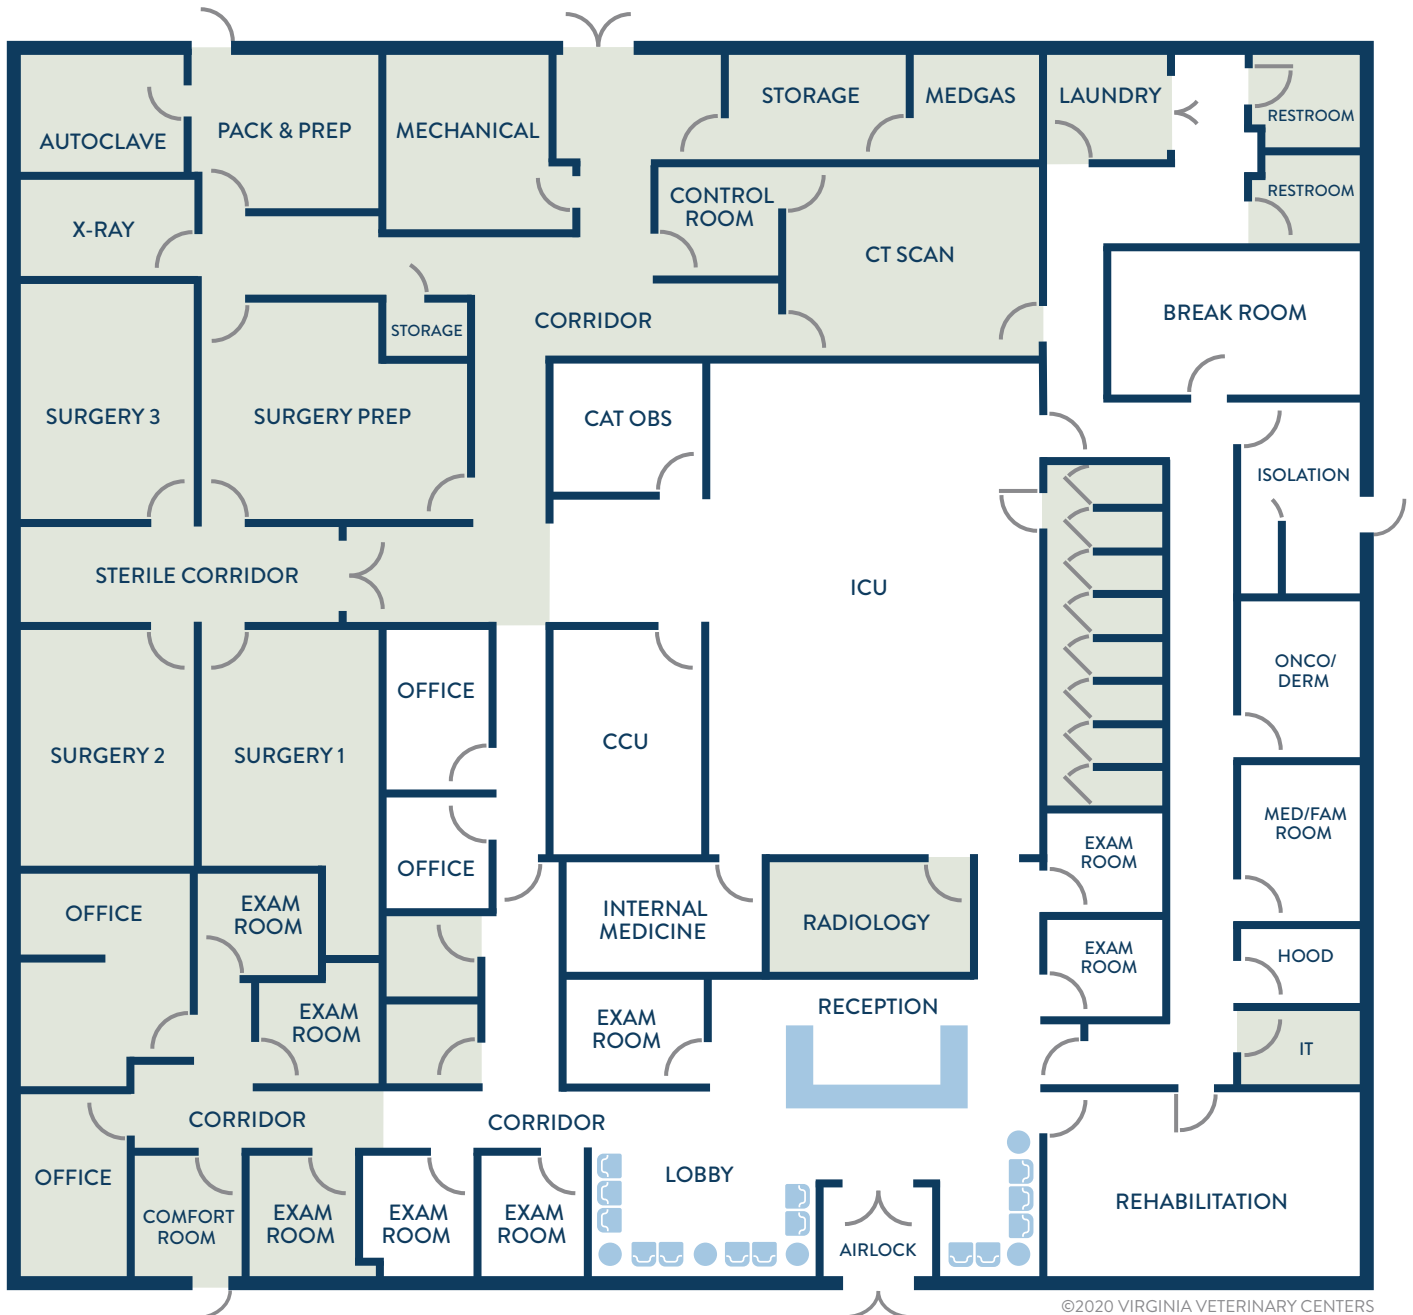 STORAGE
MEDGAS
LAUNDRY
RESTROOM
AUTOCLAVE
PACK & PREP
MECHANICAL
RESTROOM
X-RAY
CONTROL
ROOM
CT SCAN
BREAK ROOM
STORAGE
CORRIDOR
SURGERY 3
SURGERY PREP
CAT OBS
ISOLATION
STERILE CORRIDOR
ICU
ONCO/
DERM
OFFICE
SURGERY 2
SURGERY 1
CCU
MED/FAM
ROOM
OFFICE
EXAM
ROOM
OFFICE
EXAM
ROOM
INTERNAL
MEDICINE
RADIOLOGY
EXAM
ROOM
HOOD
EXAM
ROOM
EXAM
ROOM
RECEPTION
IT
CORRIDOR
CORRIDOR
OFFICE
LOBBY
COMFORT
ROOM
EXAM
ROOM
EXAM
ROOM
EXAM
ROOM
AIRLOCK
REHABILITATION
©2020 VIRGINIA VETERINARY CENTERS